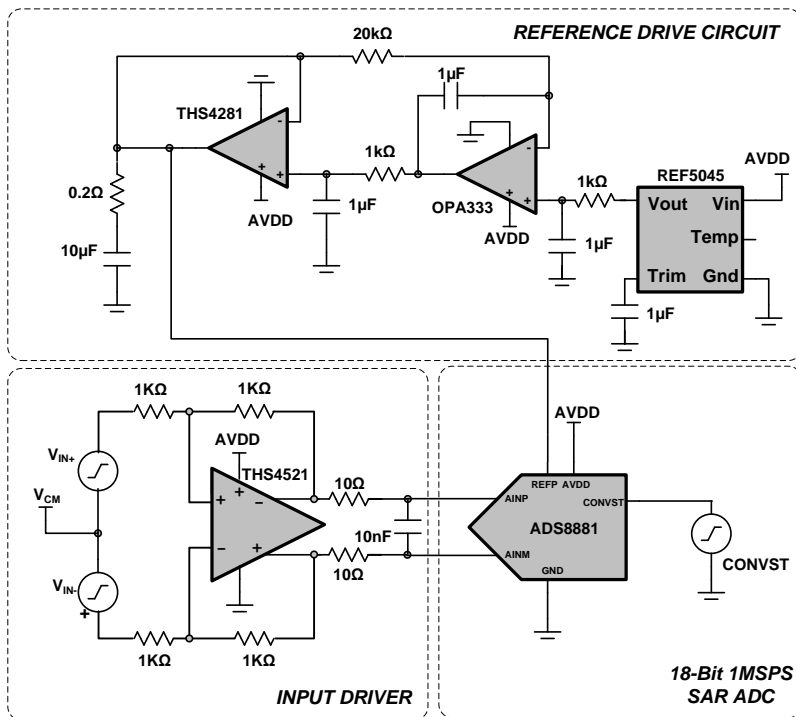 REFERENCE DRIVE CIRCUIT
20kΩ
1µF
THS4281
-
+
+
AVDD
1kΩ
1µF
-
+
+
OPA333
AVDD
1kΩ
1µF
REF5045
AVDD
Vout Vin
Temp
Trim Gnd
1µF
0.2Ω
10µF
1KΩ
1KΩ
AVDD
THS4521
VIN+
VCM
VIN-
+
+
+
−
−
+
10Ω
10nF
10Ω
1KΩ
1KΩ
INPUT DRIVER
AVDD
REFP AVDD
CONVST
AINP
ADS8881
AINM
GND
CONVST
18-Bit 1MSPS
SAR ADC